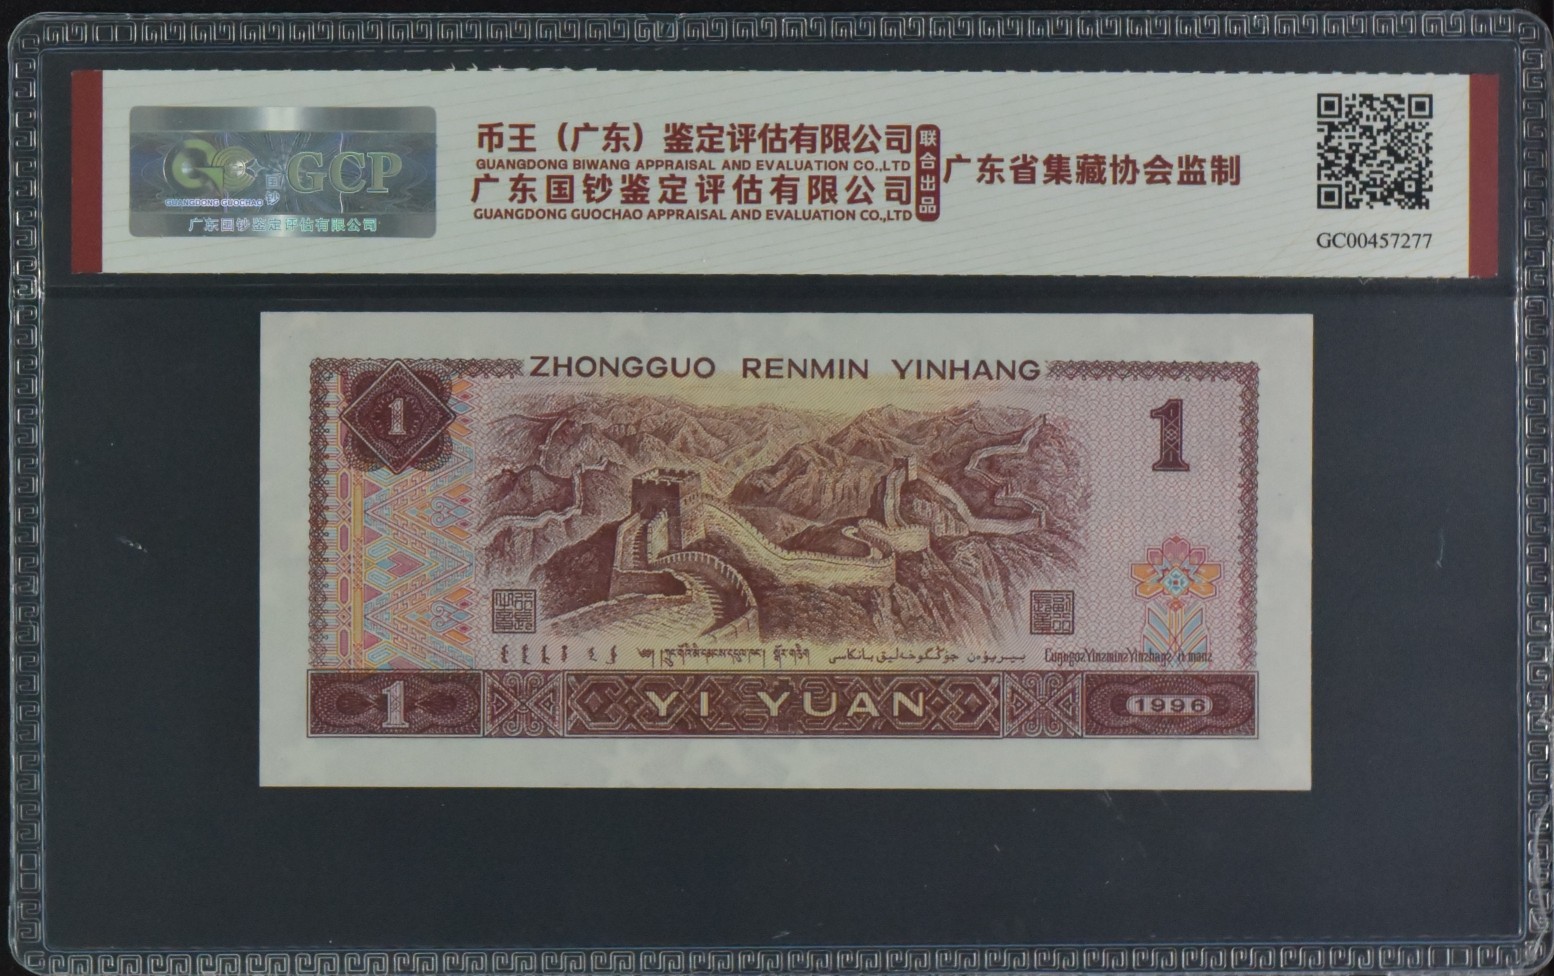 GCP
国钞
GUANGDONG GUOCHAO
广东国钞鉴定评估有限公司
币王（广东）鉴定评估有限公司
GUANGDONG BIWANG APPRAISAL AND EVALUATION CO.,LTD
广东国钞鉴定评估有限公司
GUANGDONG GUOCHAO APPRAISAL AND EVALUATION CO.,LTD
联合出品
广东省集藏协会监制
GC00457277
ZHONGGUO RENMIN YINHANG
1
1
1
YI YUAN
1996